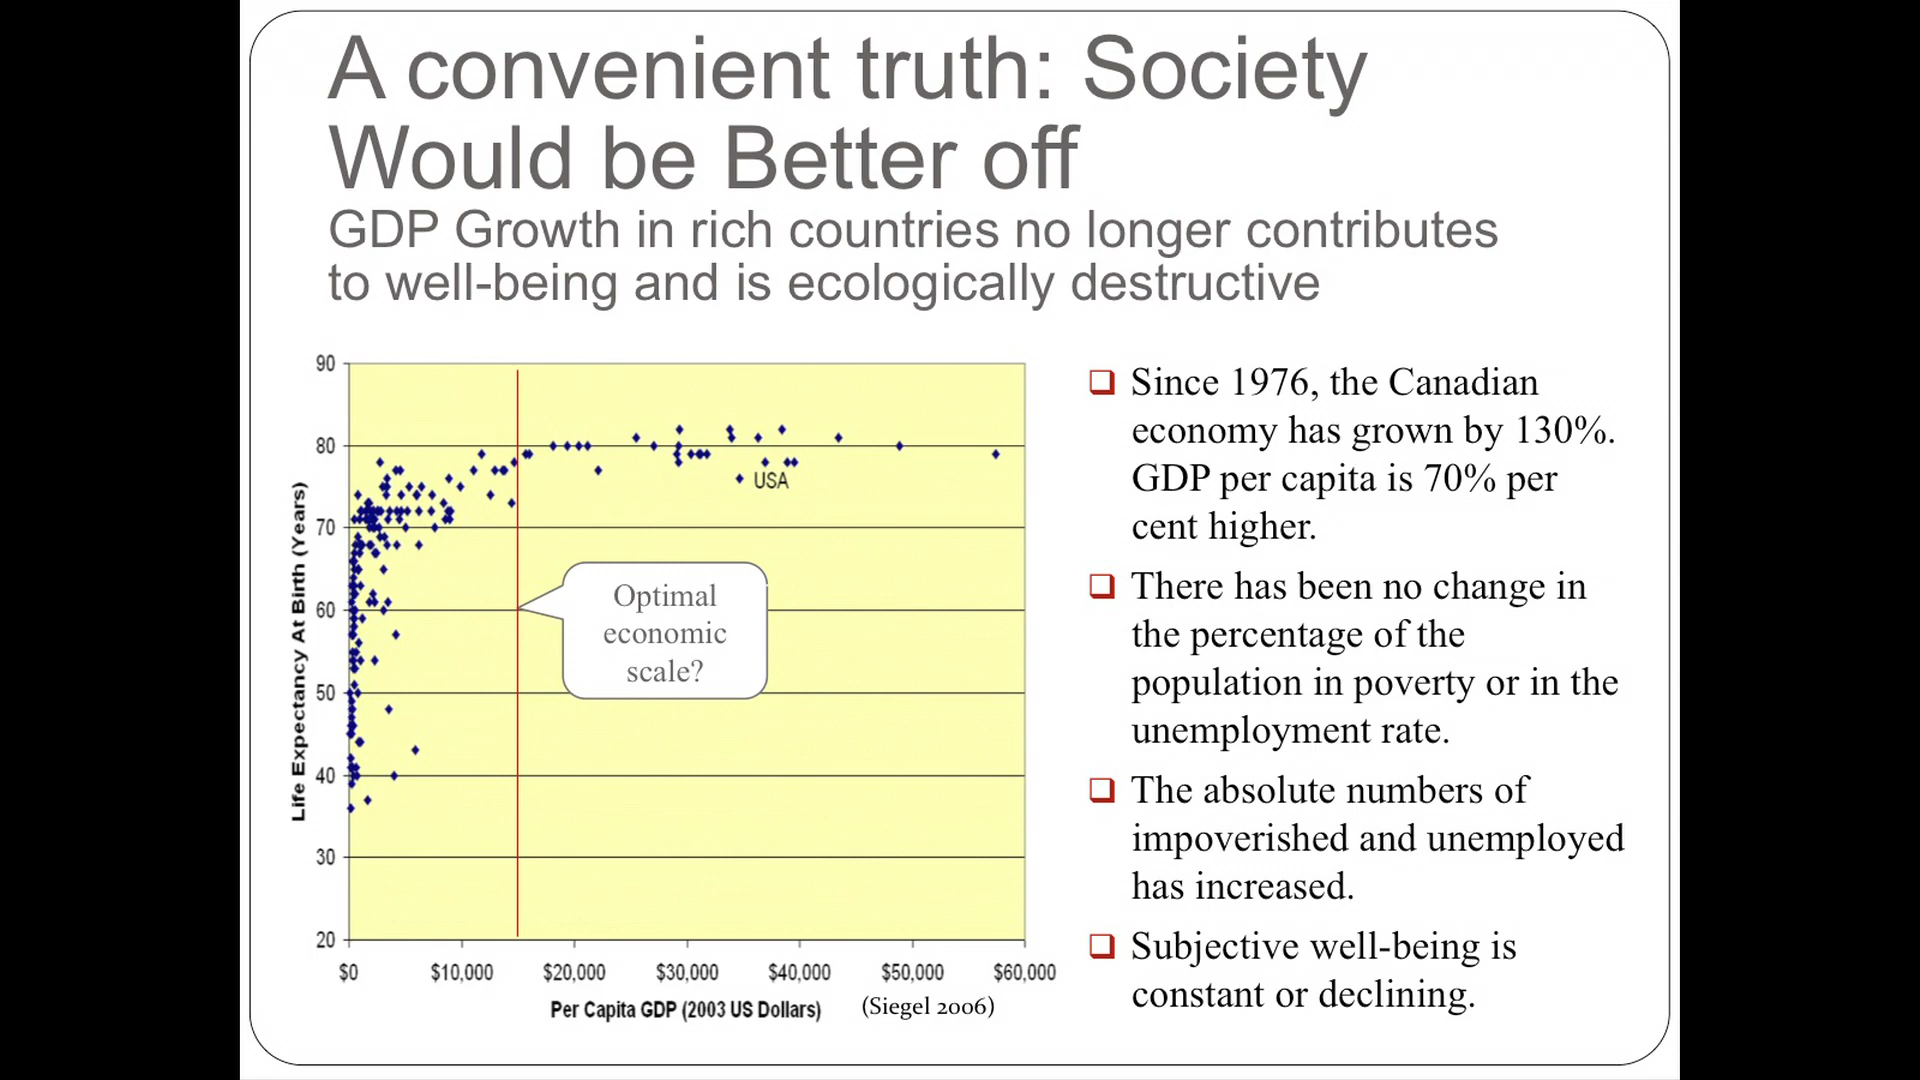 A convenient truth: Society
Would be Better off
GDP Growth in rich countries no longer contributes
to well-being and is ecologically destructive
90
80
70
60
50
40
30
20
Life Expectancy At Birth (Years)
USA
Optimal
economic
scale?
$0 $10,000 $20,000 $30,000 $40,000 $50,000 $60,000
Per Capita GDP (2003 US Dollars) (Siegel 2006)
❑ Since 1976, the Canadian
economy has grown by 130%.
GDP per capita is 70% per
cent higher.
❑ There has been no change in
the percentage of the
population in poverty or in the
unemployment rate.
❑ The absolute numbers of
impoverished and unemployed
has increased.
❑ Subjective well-being is
constant or declining.